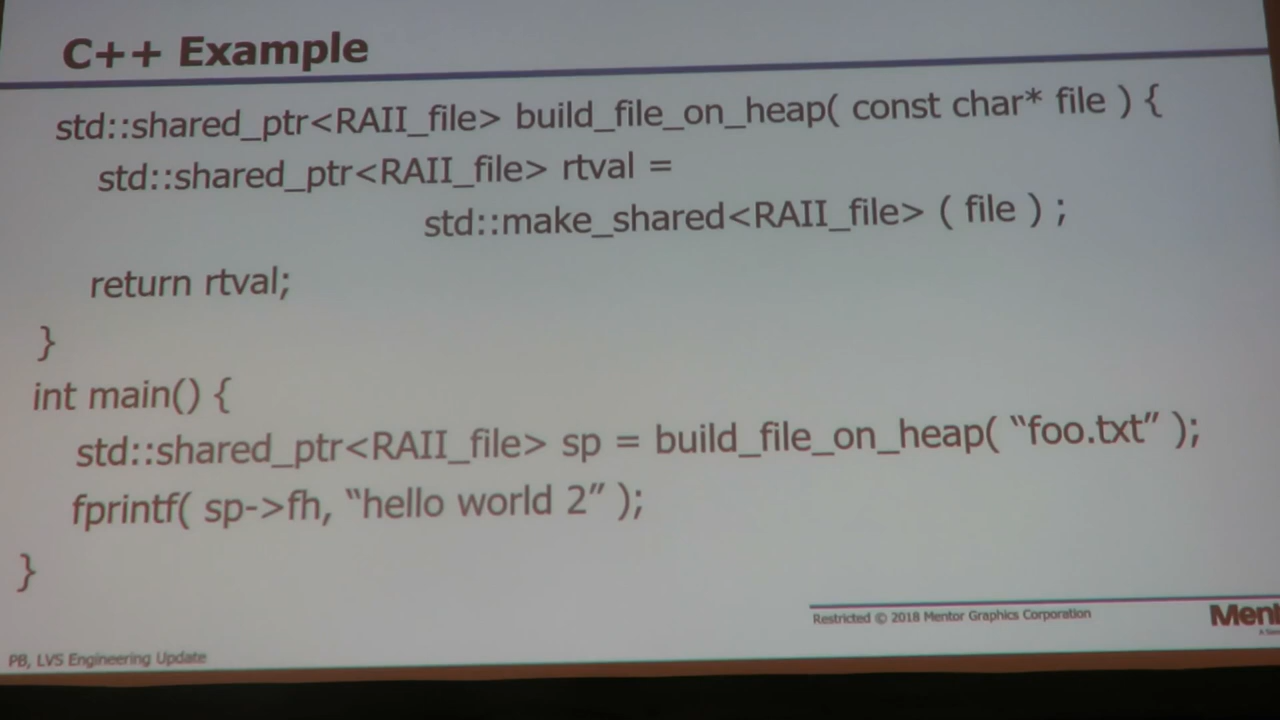 C++ Example
std::shared_ptr<RAII_file> build_file_on_heap( const char* file ) {
std::shared_ptr<RAII_file> rtval =
std::make_shared<RAII_file> ( file ) ;
return rtval;
}
int main() {
std::shared_ptr<RAII_file> sp = build_file_on_heap( “foo.txt” );
fprintf( sp->fh, “hello world 2” );
}
Restricted © 2018 Mentor Graphics Corporation
PB, LVS Engineering Update